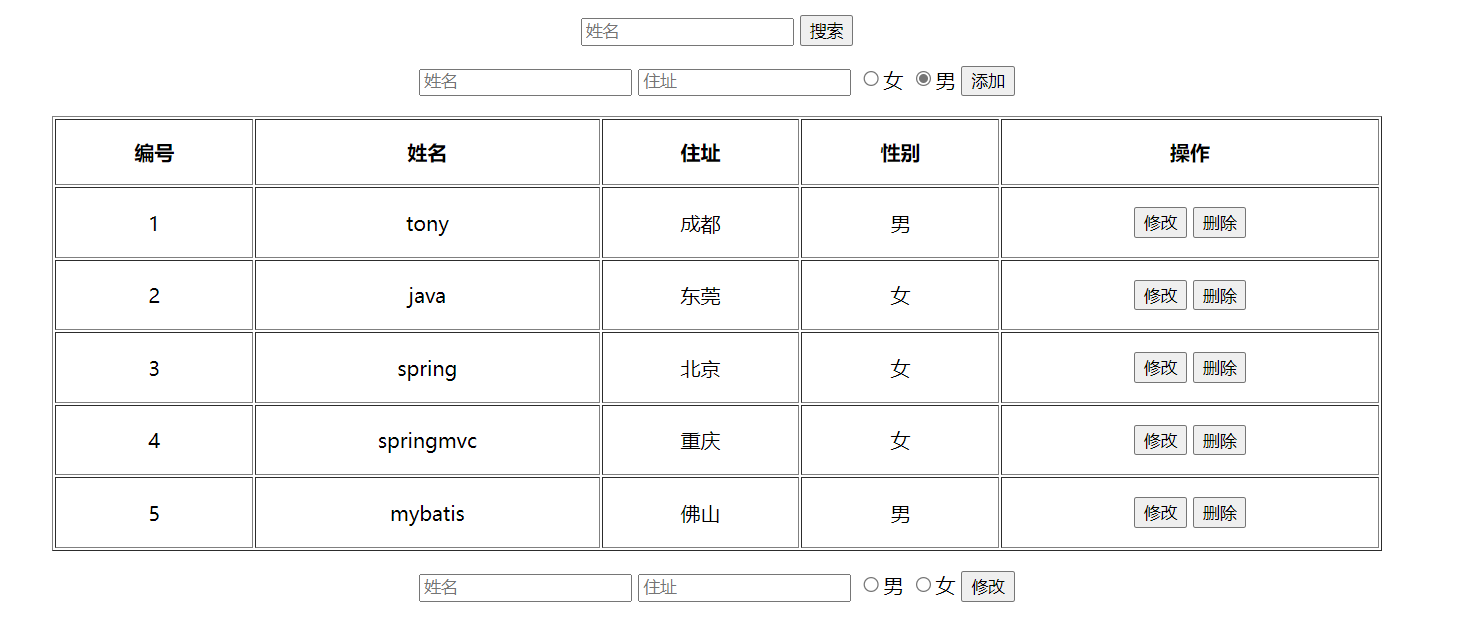 姓名 搜索
姓名 住址 女 男 添加
编号 姓名 住址 性别 操作
1 tony 成都 男 修改 删除
2 java 东莞 女 修改 删除
3 spring 北京 女 修改 删除
4 springmvc 重庆 女 修改 删除
5 mybatis 佛山 男 修改 删除
姓名 住址 男 女 修改